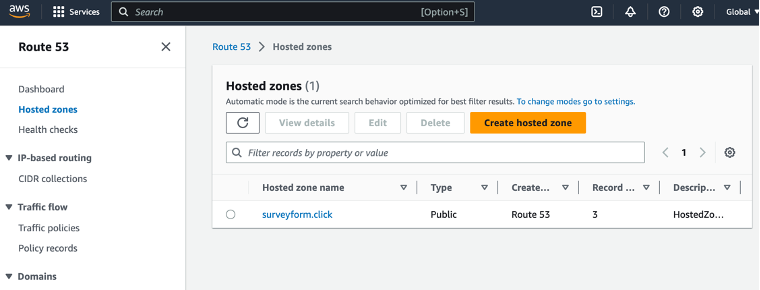 aws
Services
Search
[Option+S]
Global
Route 53
Dashboard
Hosted zones
Health checks
IP-based routing
CIDR collections
Traffic flow
Traffic policies
Policy records
Domains
Route 53 > Hosted zones
Hosted zones (1)
Automatic mode is the current search behavior optimized for best filter results. To change modes go to settings.
View details Edit Delete Create hosted zone
Filter records by property or value
1
Hosted zone name Type Create... Record ... Descrip...
surveyform.click Public Route 53 3 HostedZo...